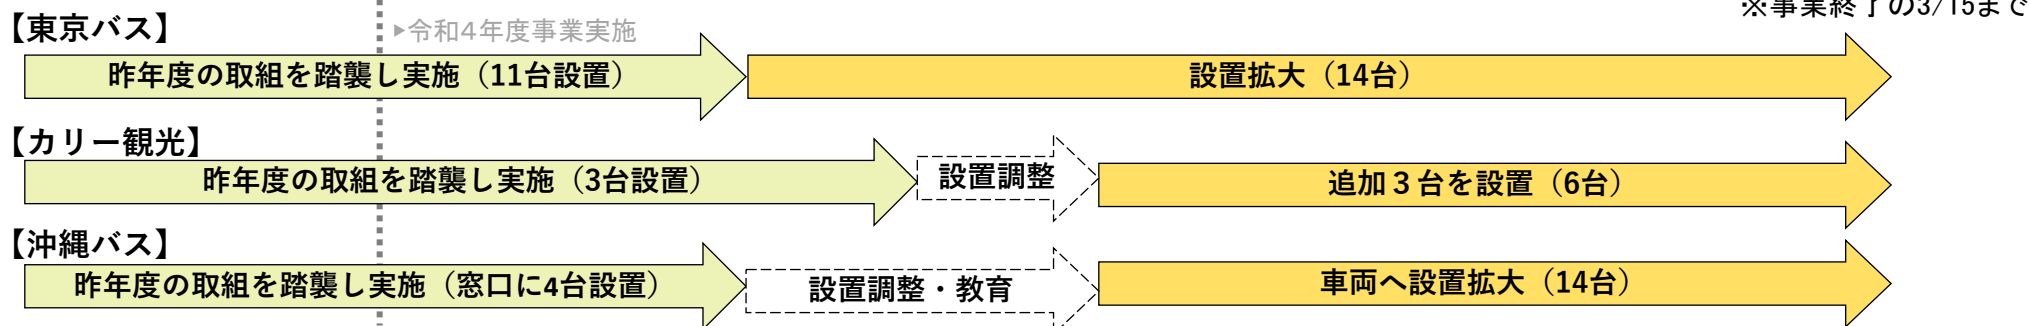 ※事業終了の3/15まで
【東京バス】
▶令和４年度事業実施
昨年度の取組を踏襲し実施（11台設置）
設置拡大（14台）
【カリー観光】
昨年度の取組を踏襲し実施（3台設置）
設置調整
追加３台を設置（6台）
【沖縄バス】
昨年度の取組を踏襲し実施（窓口に4台設置）
設置調整・教育
車両へ設置拡大（14台）